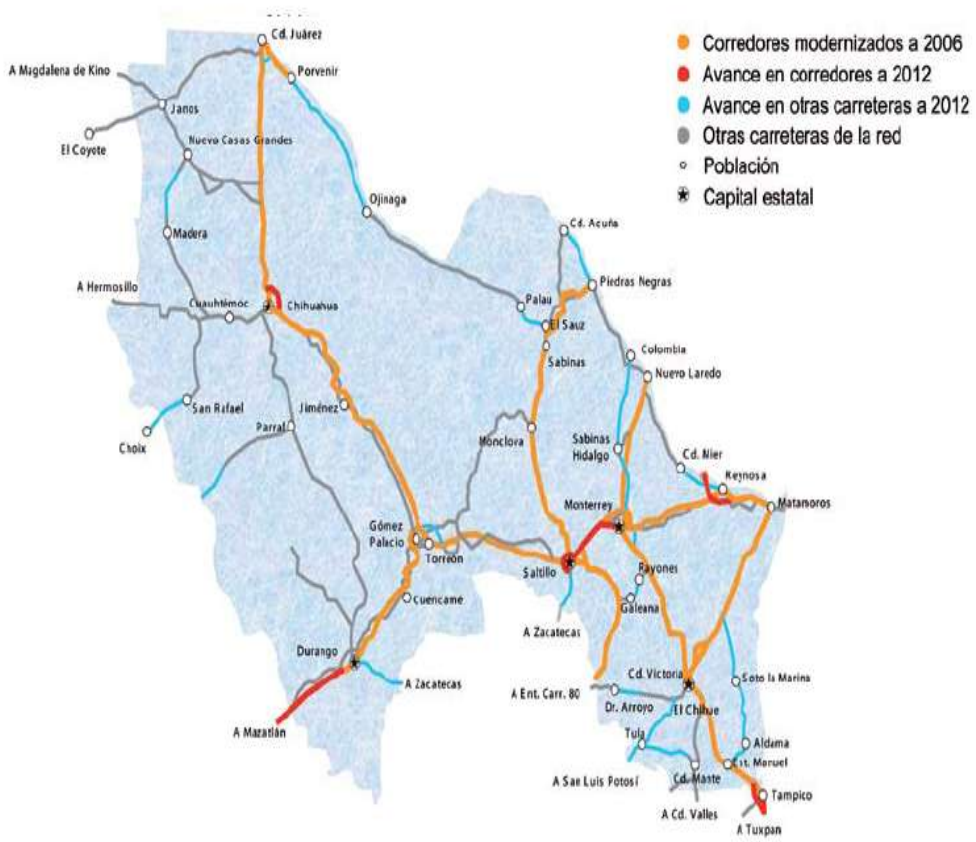 Cd. Juárez
Corredores modernizados a 2006
Avance en corredores a 2012
Avance en otras carreteras a 2012
Otras carreteras de la red
Población
Capital estatal
A Magdalena de Kino
Porvenir
Janos
El Coyote
Nuevo Casas Grandes
Ojinaga
Madera
Cd. Acuña
A Hermosillo
Piedras Negras
Cuauhtémoc
Chihuahua
Palau
El Sauz
Sabinas
Colombia
Nuevo Laredo
San Rafael
Jiménez
Parral
Choix
Monclova
Sabinas
Hidalgo
Cd. Mier
Reynosa
Matamoros
Monterrey
Gómez
Palacio
Torreón
Saltillo
Rayones
Cuencame
Galeana
A Zacatecas
Durango
A Zacatecas
Cd. Victoria
Soto la Marina
A Ent. Carr. 80
Dr. Arroyo
El Chihue
A Mazatlán
Tula
Aldama
Est. Manuel
A San Luis Potosí
Cd. Mante
Tampico
A Cd. Valles
A Tuxpan